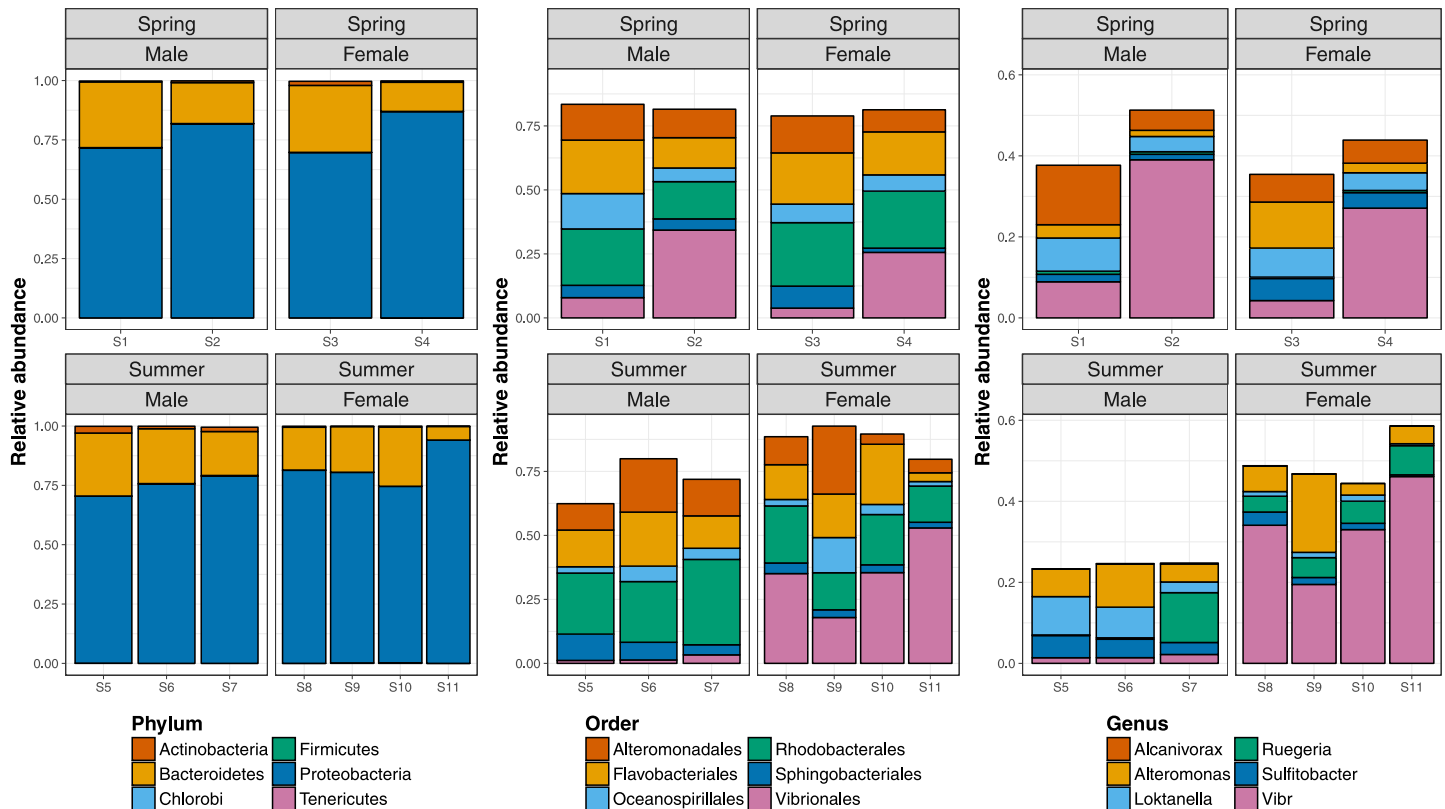 Spring
Male
Spring
Female
1.00
0.75
0.50
0.25
0.00
S1 S2 S3 S4
Summer
Male
Summer
Female
1.00
0.75
0.50
0.25
0.00
S5 S6 S7 S8 S9 S10 S11
Relative abundance
Phylum
Actinobacteria Firmicutes
Bacteroidetes Proteobacteria
Chlorobi Tenericutes
Spring
Male
Spring
Female
0.75
0.50
0.25
0.00
S1 S2 S3 S4
Summer
Male
Summer
Female
0.75
0.50
0.25
0.00
S5 S6 S7 S8 S9 S10 S11
Relative abundance
Order
Alteromonadales Rhodobacterales
Flavobacteriales Sphingobacteriales
Oceanospirillales Vibrionales
Spring
Male
Spring
Female
0.6
0.4
0.2
0.0
S1 S2 S3 S4
Summer
Male
Summer
Female
0.6
0.4
0.2
0.0
S5 S6 S7 S8 S9 S10 S11
Relative abundance
Genus
Alcanivorax Ruegeria
Alteromonas Sulfitobacter
Loktanella Vibr